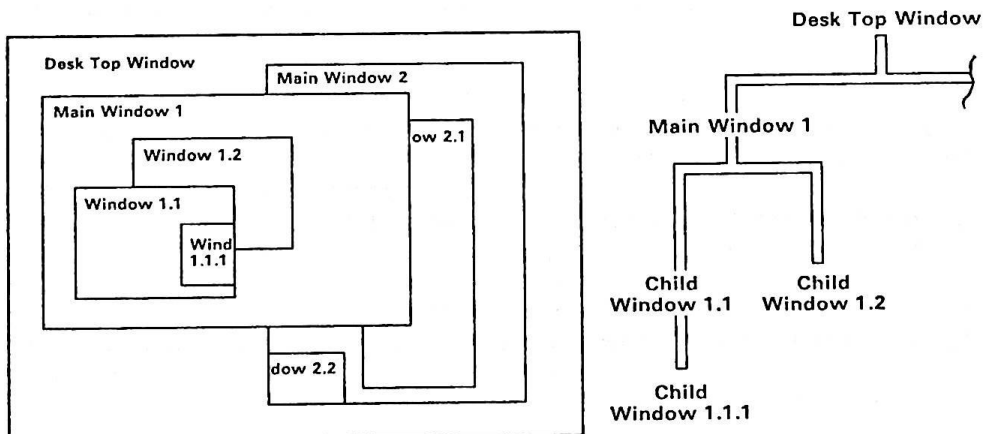 Desk Top Window
Main Window 2
Main Window 1
ow 2.1
Window 1.2
Window 1.1
Wind
1.1.1
dow 2.2
Desk Top Window
Main Window 1
Child
Window 1.1
Child
Window 1.2
Child
Window 1.1.1